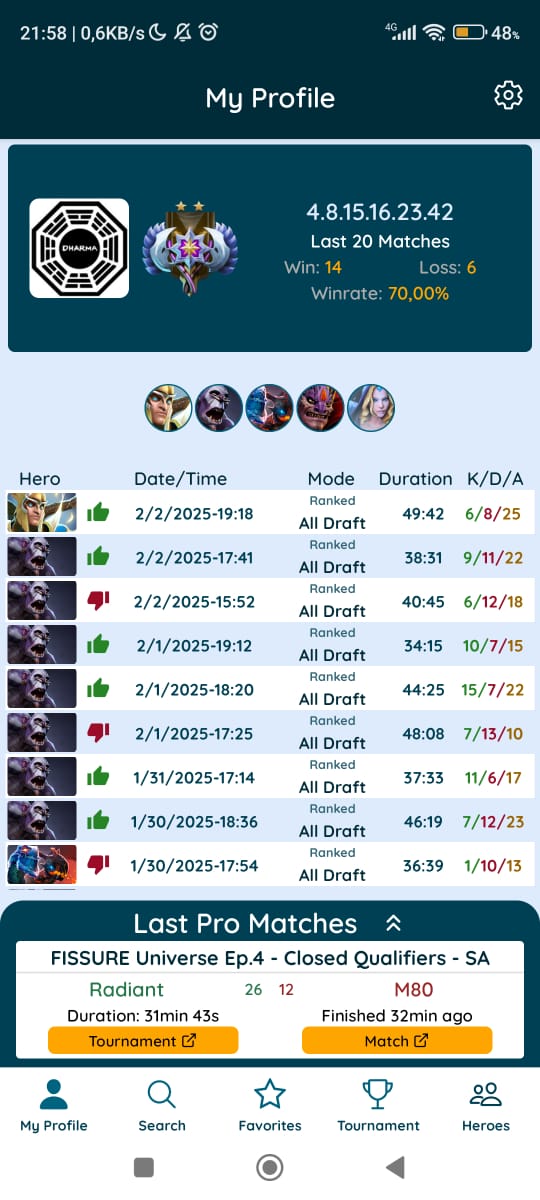 21:58 | 0,6KB/s 4G 48%
My Profile
DHARMA
4.8.15.16.23.42
Last 20 Matches
Win: 14 Loss: 6
Winrate: 70,00%
Hero Date/Time Mode Duration K/D/A
Ranked
2/2/2025-19:18 All Draft 49:42 6/8/25
Ranked
2/2/2025-17:41 All Draft 38:31 9/11/22
Ranked
2/2/2025-15:52 All Draft 40:45 6/12/18
Ranked
2/1/2025-19:12 All Draft 34:15 10/7/15
Ranked
2/1/2025-18:20 All Draft 44:25 15/7/22
Ranked
2/1/2025-17:25 All Draft 48:08 7/13/10
Ranked
1/31/2025-17:14 All Draft 37:33 11/6/17
Ranked
1/30/2025-18:36 All Draft 46:19 7/12/23
Ranked
1/30/2025-17:54 All Draft 36:39 1/10/13
Last Pro Matches
FISSURE Universe Ep.4 - Closed Qualifiers - SA
Radiant 26 12 M80
Duration: 31min 43s Finished 32min ago
Tournament Match
My Profile Search Favorites Tournament Heroes